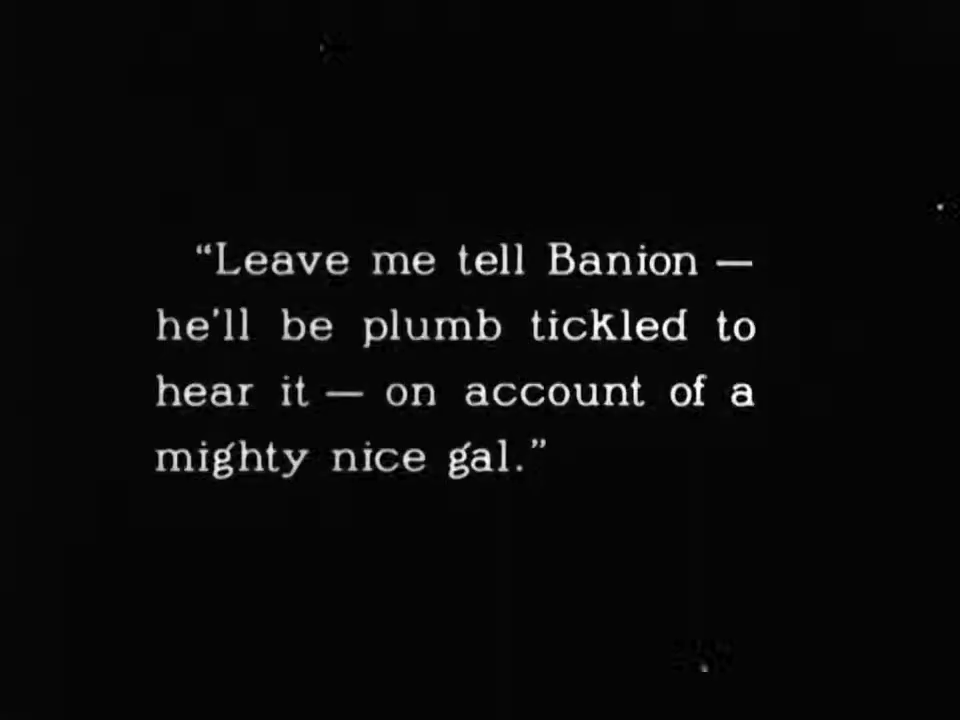 “Leave me tell Banion —
he'll be plumb tickled to
hear it — on account of a
mighty nice gal.”